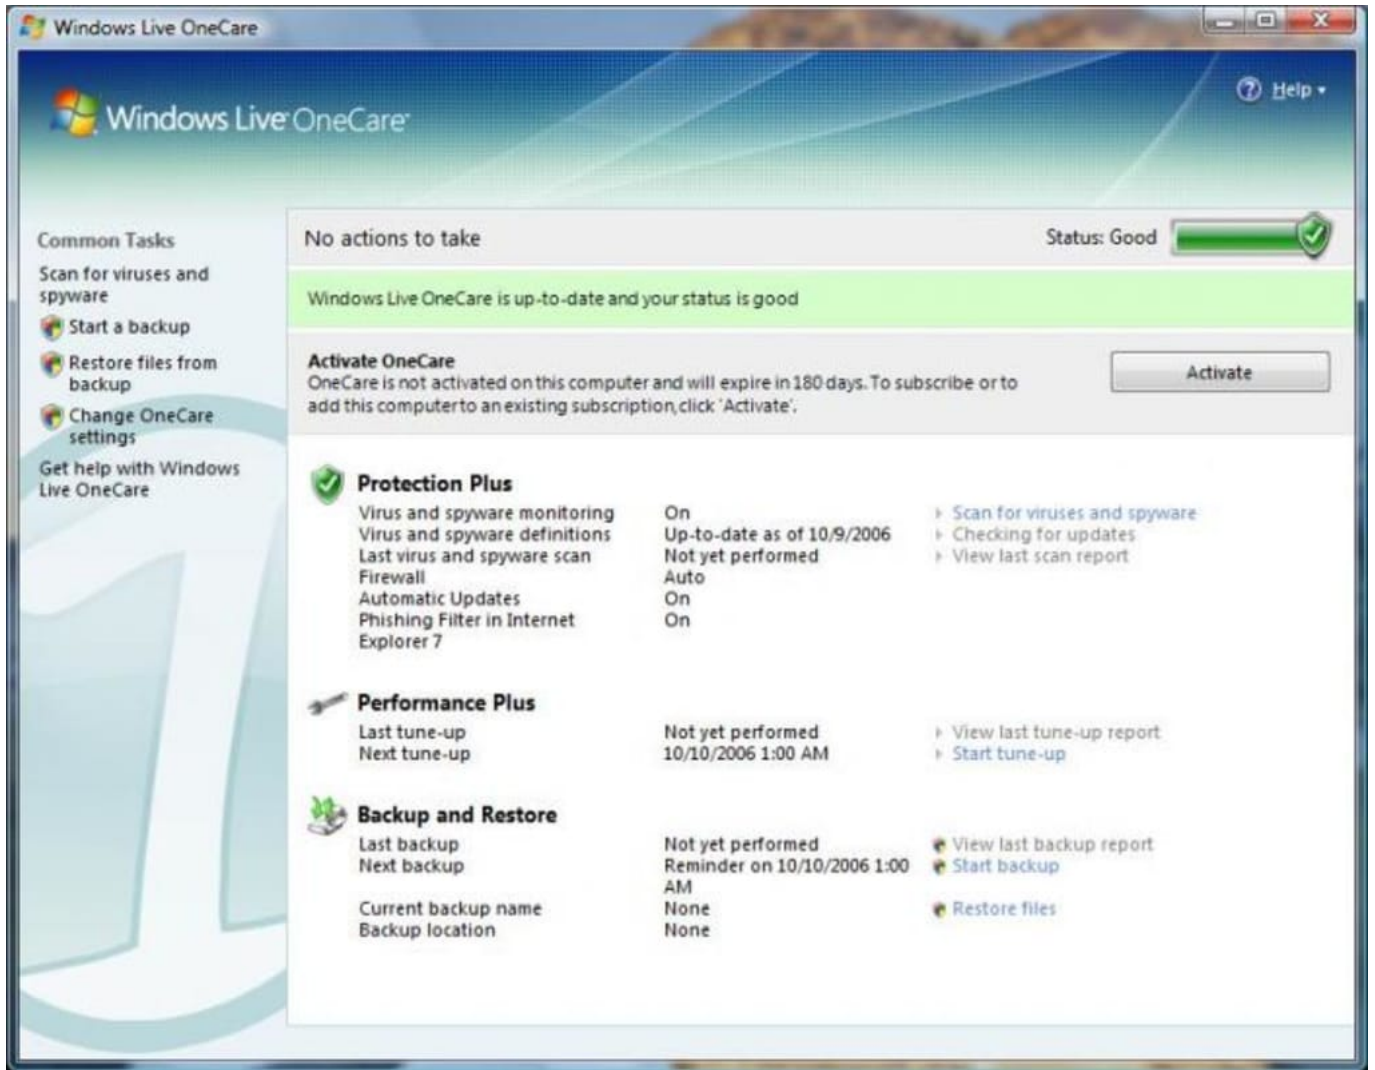 Windows Live OneCare
Windows Live OneCare
Help
Common Tasks
Scan for viruses and
spyware
Start a backup
Restore files from
backup
Change OneCare
settings
Get help with Windows
Live OneCare
No actions to take
Status: Good
Windows Live OneCare is up-to-date and your status is good
Activate OneCare
OneCare is not activated on this computer and will expire in 180 days. To subscribe or to
add this computer to an existing subscription, click 'Activate'.
Activate
Protection Plus
Virus and spyware monitoring On Scan for viruses and spyware
Virus and spyware definitions Up-to-date as of 10/9/2006 Checking for updates
Last virus and spyware scan Not yet performed View last scan report
Firewall Auto
Automatic Updates On
Phishing Filter in Internet On
Explorer 7
Performance Plus
Last tune-up Not yet performed View last tune-up report
Next tune-up 10/10/2006 1:00 AM Start tune-up
Backup and Restore
Last backup Not yet performed View last backup report
Next backup Reminder on 10/10/2006 1:00 Start backup
AM
Current backup name None Restore files
Backup location None